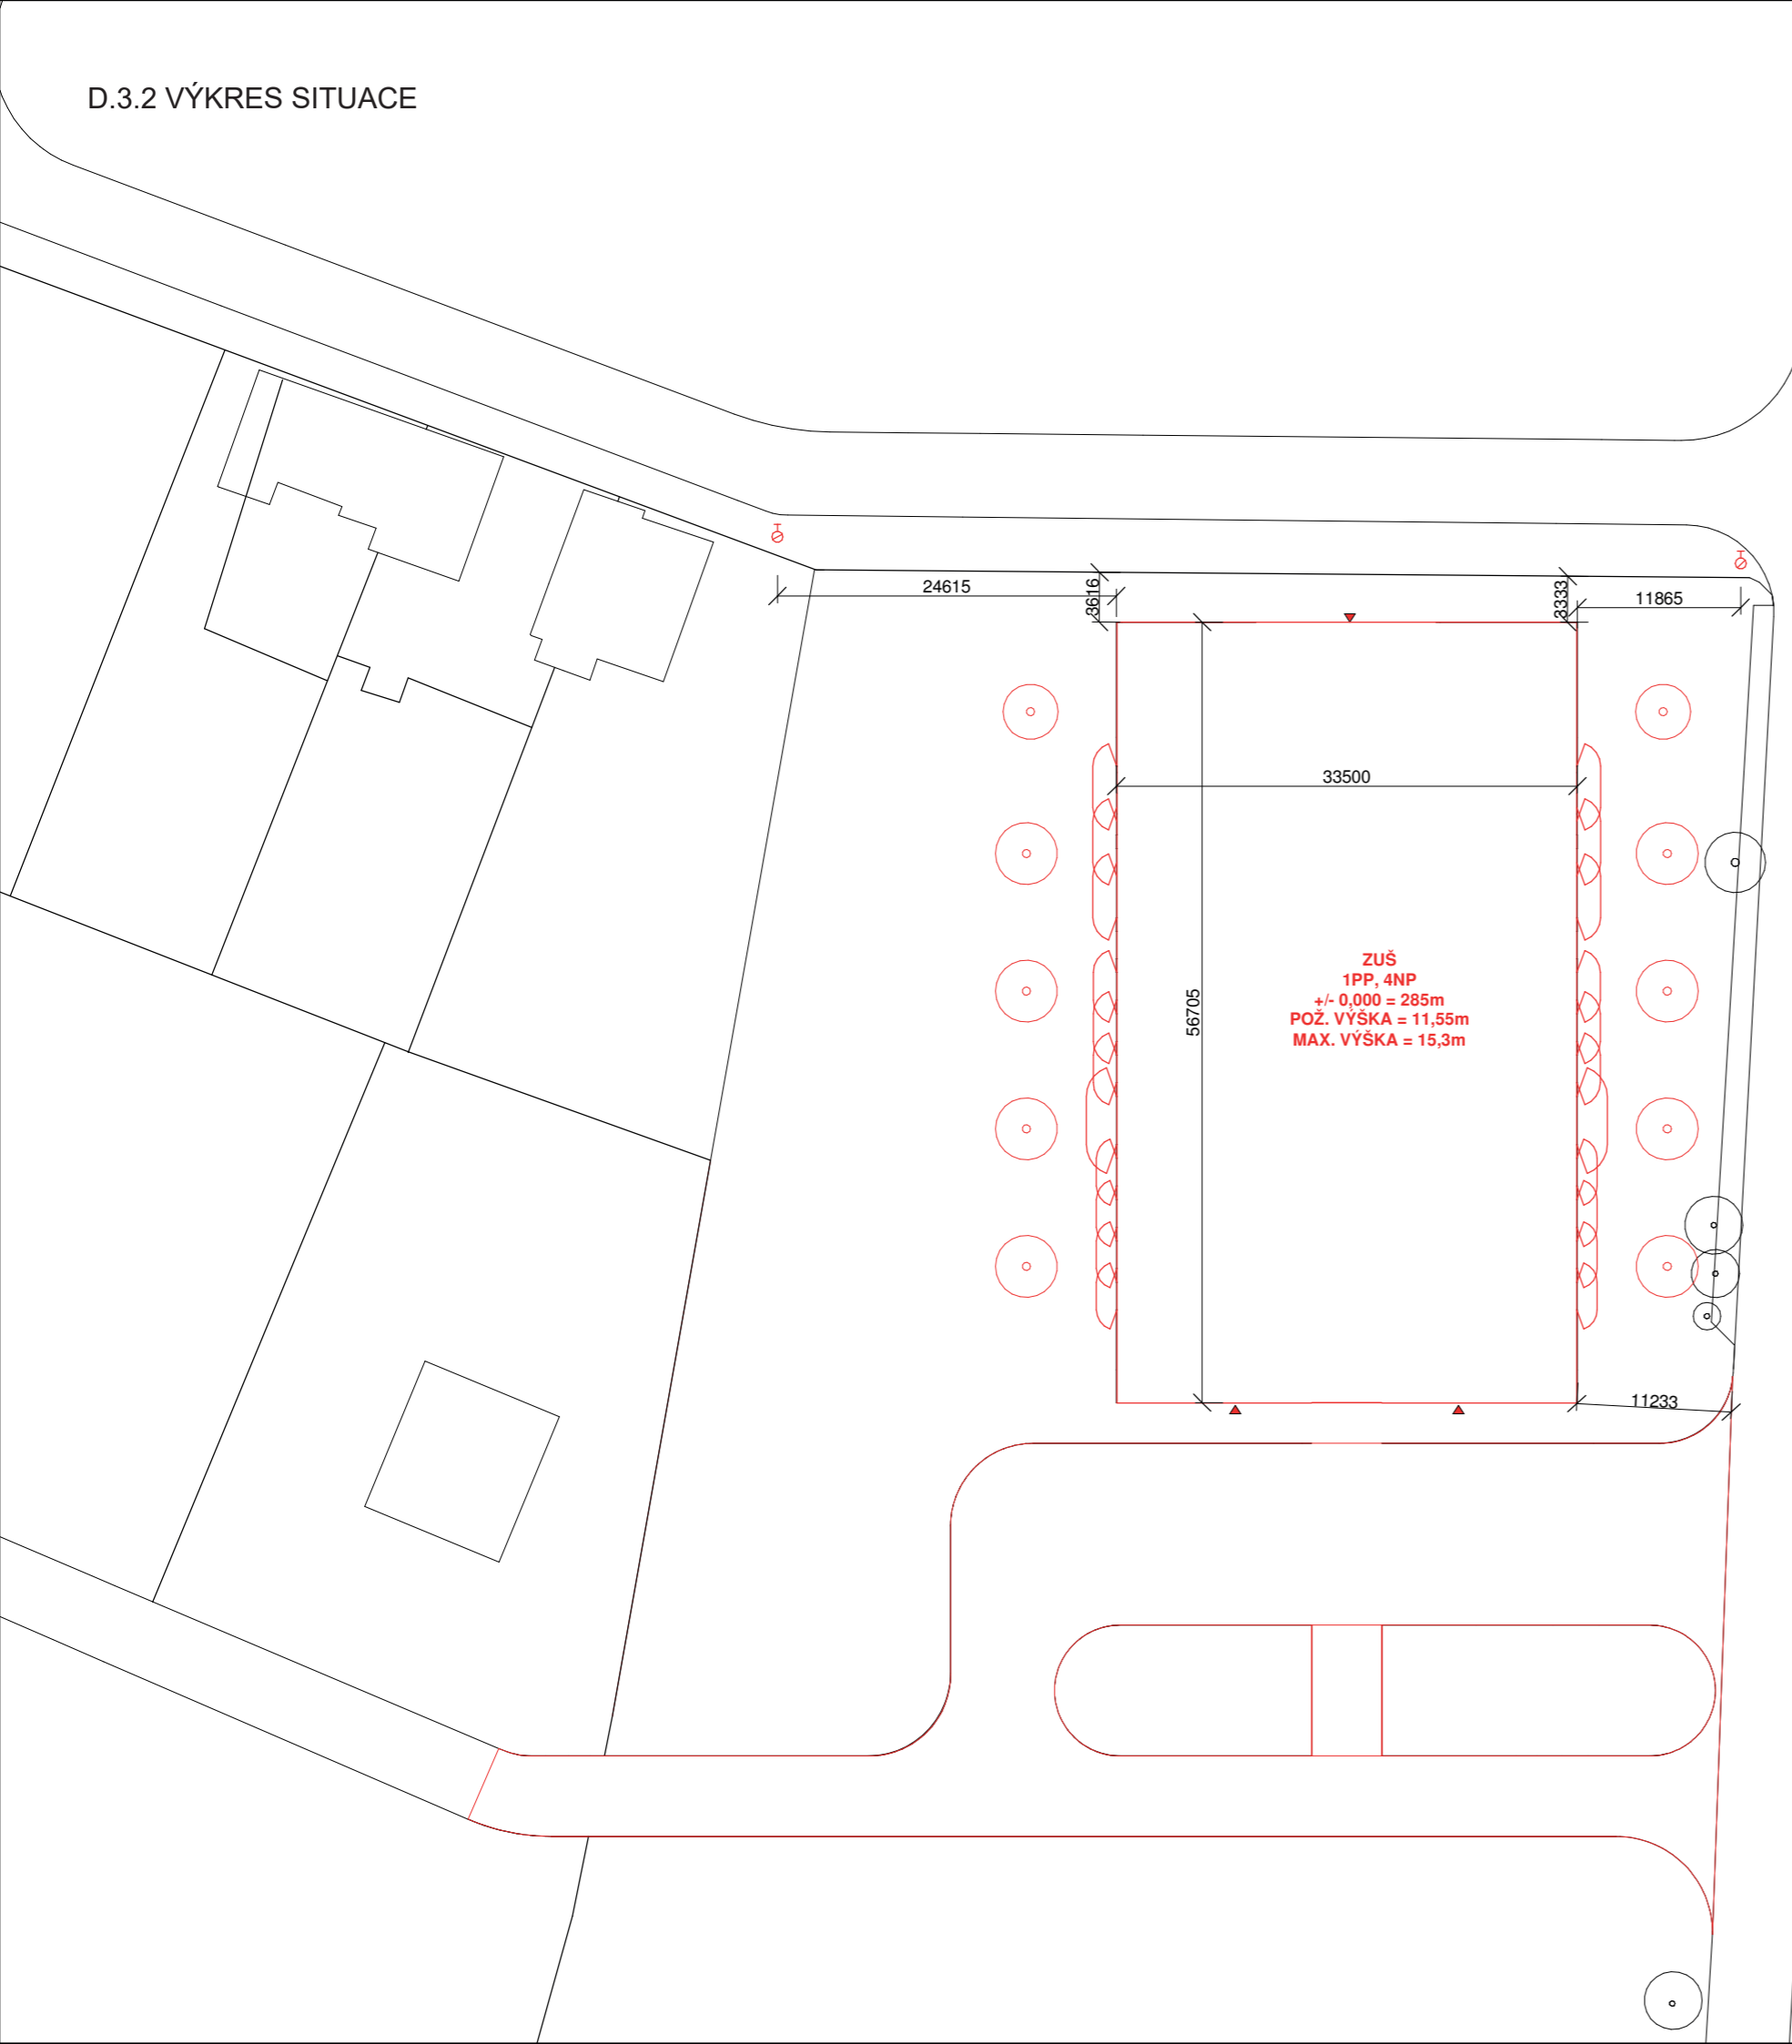 D.3.2 VÝKRES SITUACE
24615
3616
3333
11865
33500
56705
ZUŠ
1PP, 4NP
+/- 0,000 = 285m
POŽ. VÝŠKA = 11,55m
MAX. VÝŠKA = 15,3m
11233